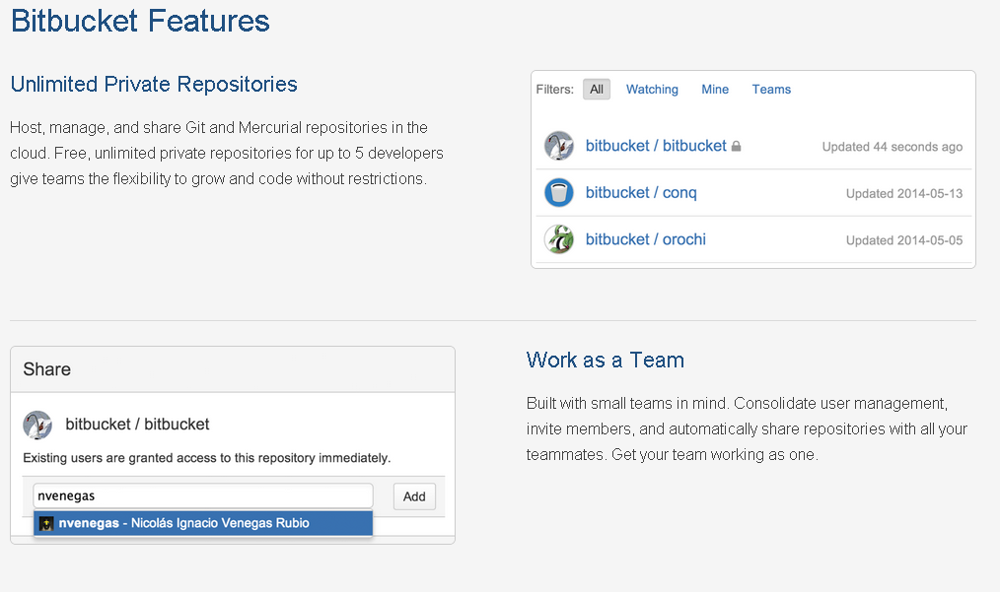 Bitbucket Features
Unlimited Private Repositories
Host, manage, and share Git and Mercurial repositories in the
cloud. Free, unlimited private repositories for up to 5 developers
give teams the flexibility to grow and code without restrictions.
Filters: All Watching Mine Teams
bitbucket / bitbucket Updated 44 seconds ago
bitbucket / conq Updated 2014-05-13
bitbucket / orochi Updated 2014-05-05
Share
bitbucket / bitbucket
Existing users are granted access to this repository immediately.
nvenegas Add
nvenegas - Nicolás Ignacio Venegas Rubio
Work as a Team
Built with small teams in mind. Consolidate user management,
invite members, and automatically share repositories with all your
teammates. Get your team working as one.